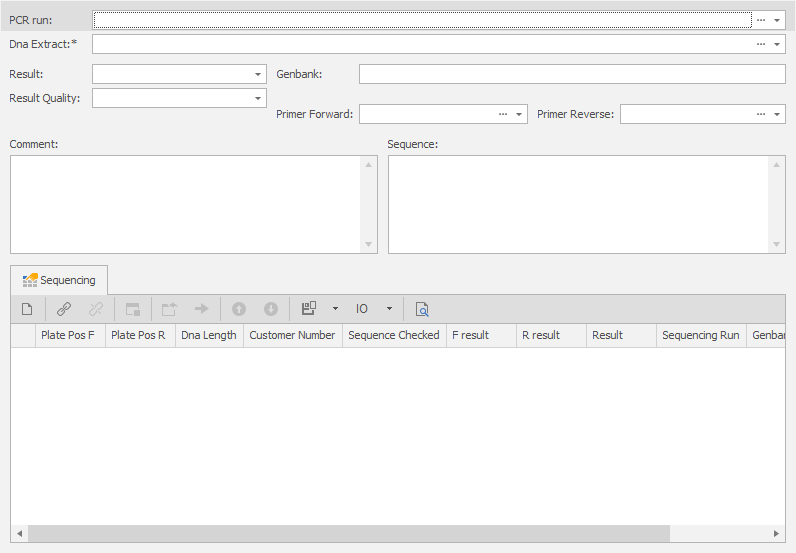 PCR run:
Dna Extract:*
Result:
Genbank:
Result Quality:
Primer Forward:
Primer Reverse:
Comment:
Sequence:
Sequencing
IO
Plate Pos F Plate Pos R Dna Length Customer Number Sequence Checked F result R result Result Sequencing Run Genban